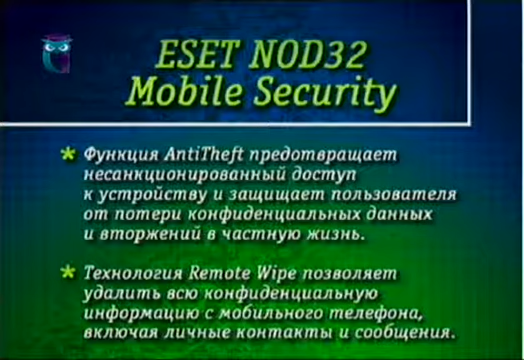 ESET NOD32
Mobile Security
* Функция AntiTheft предотвращает
несанкционированный доступ
к устройству и защищает пользователя
от потери конфиденциальных данных
и вторжений в частную жизнь.
* Технология Remote Wipe позволяет
удалить всю конфиденциальную
информацию с мобильного телефона,
включая личные контакты и сообщения.